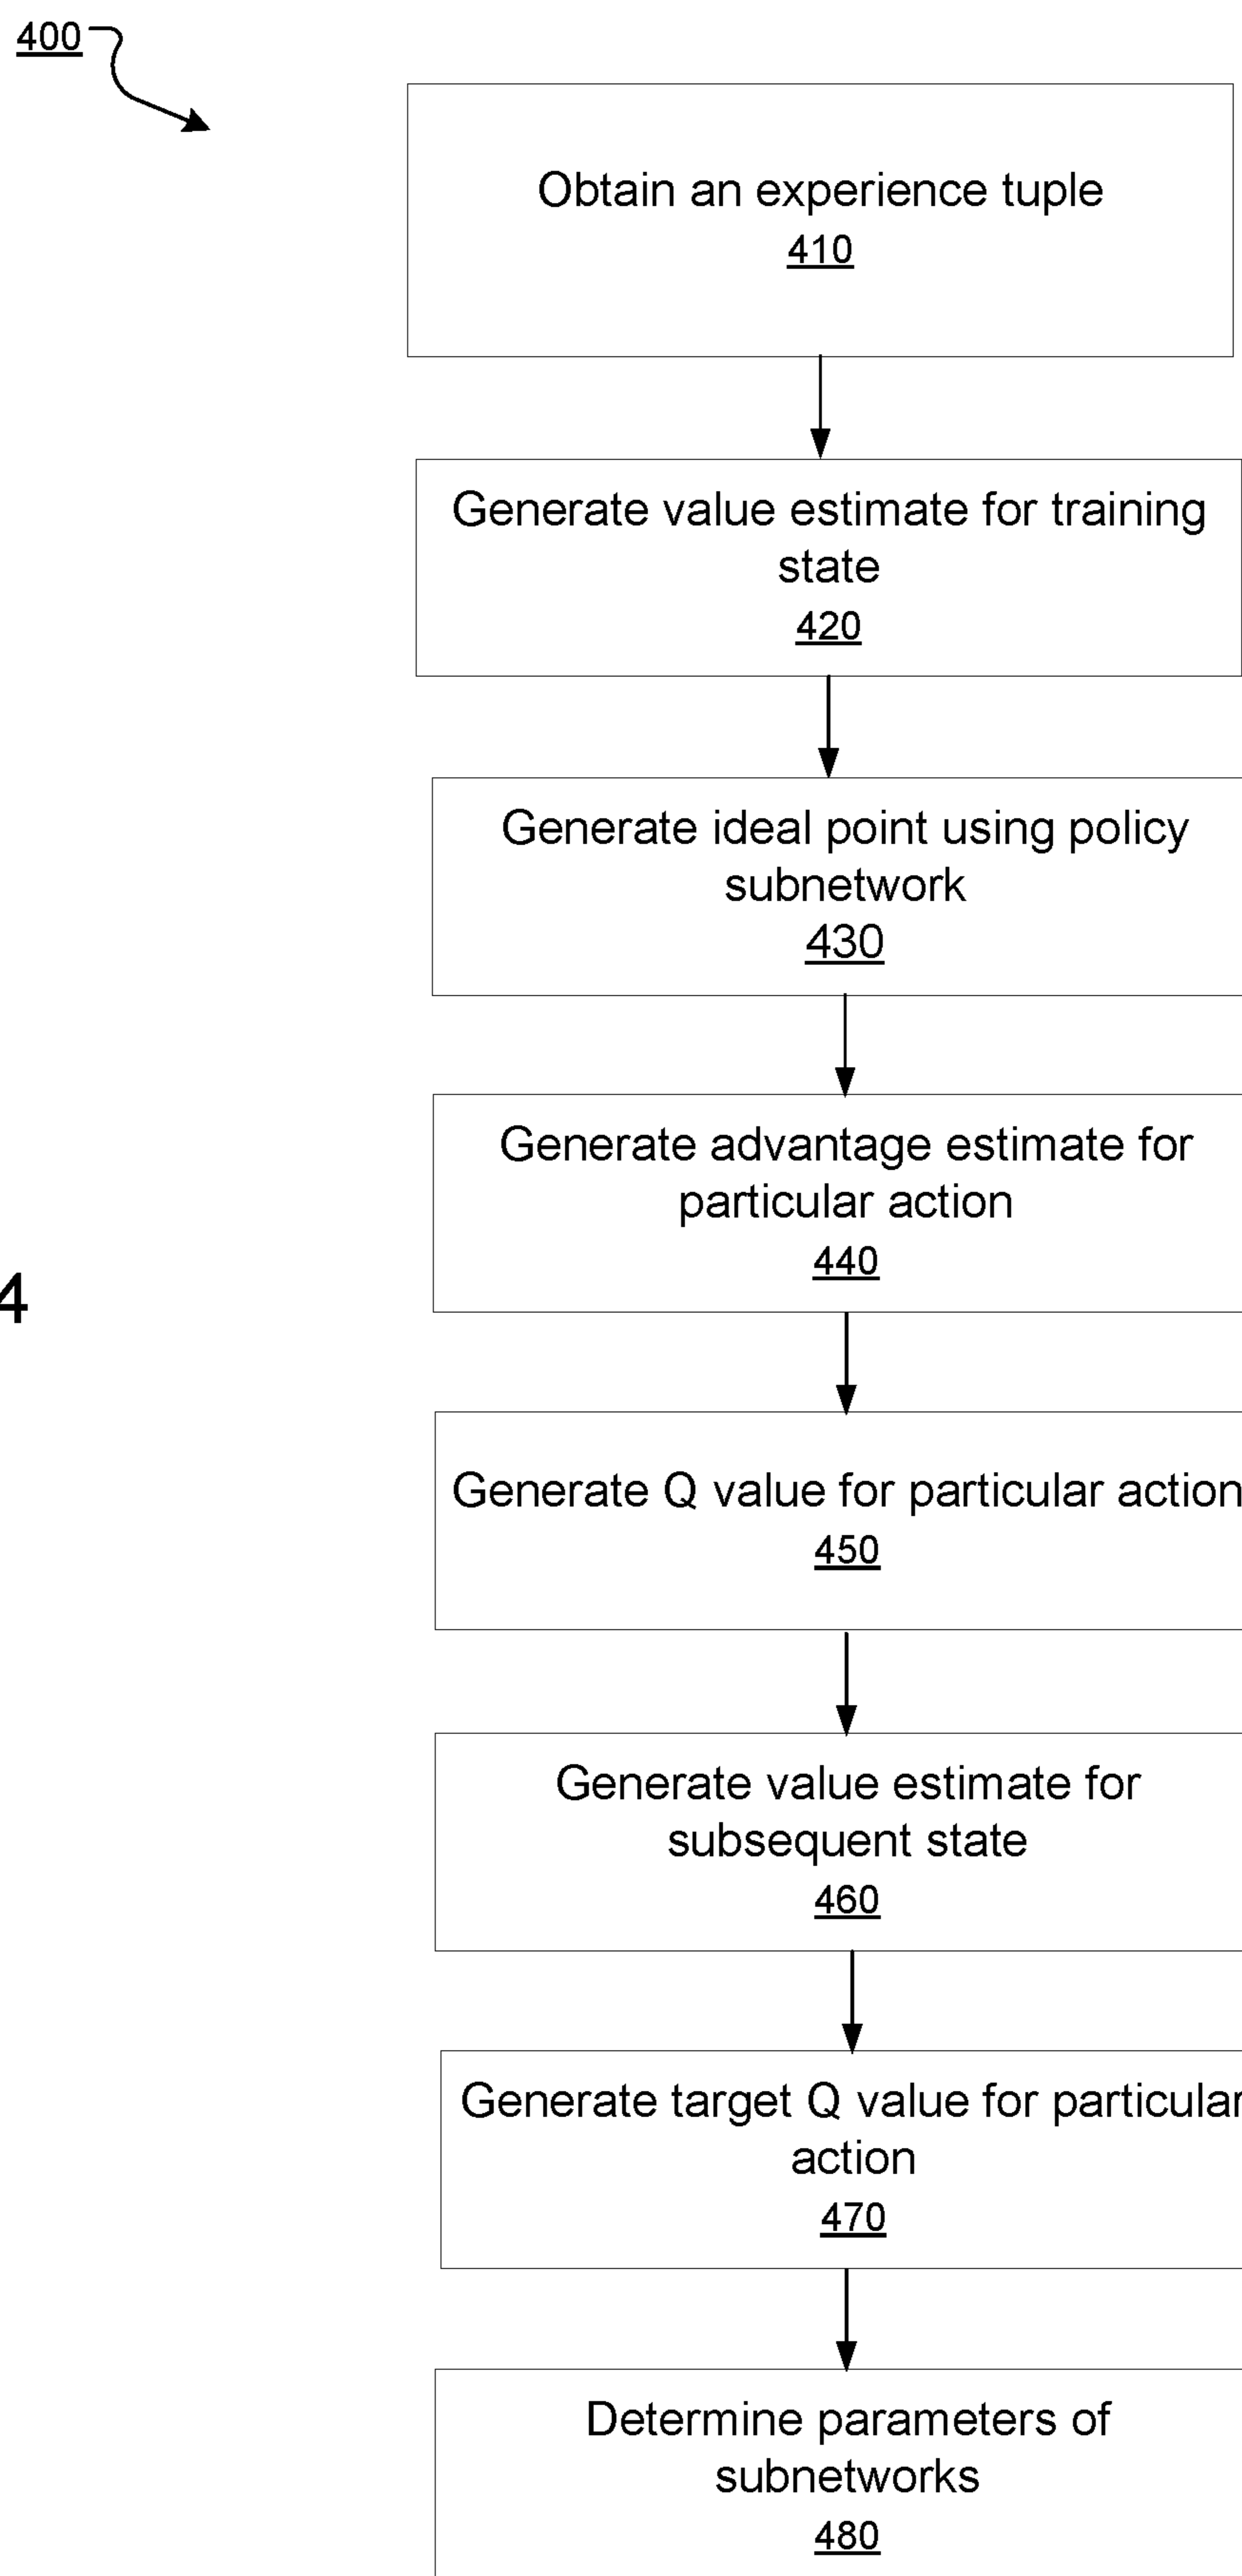 400
Obtain an experience tuple
410
Generate value estimate for training
state
420
Generate ideal point using policy
subnetwork
430
Generate advantage estimate for
particular action
440
4
Generate Q value for particular action
450
Generate value estimate for
subsequent state
460
Generate target Q value for particular
action
470
Determine parameters of
subnetworks
480